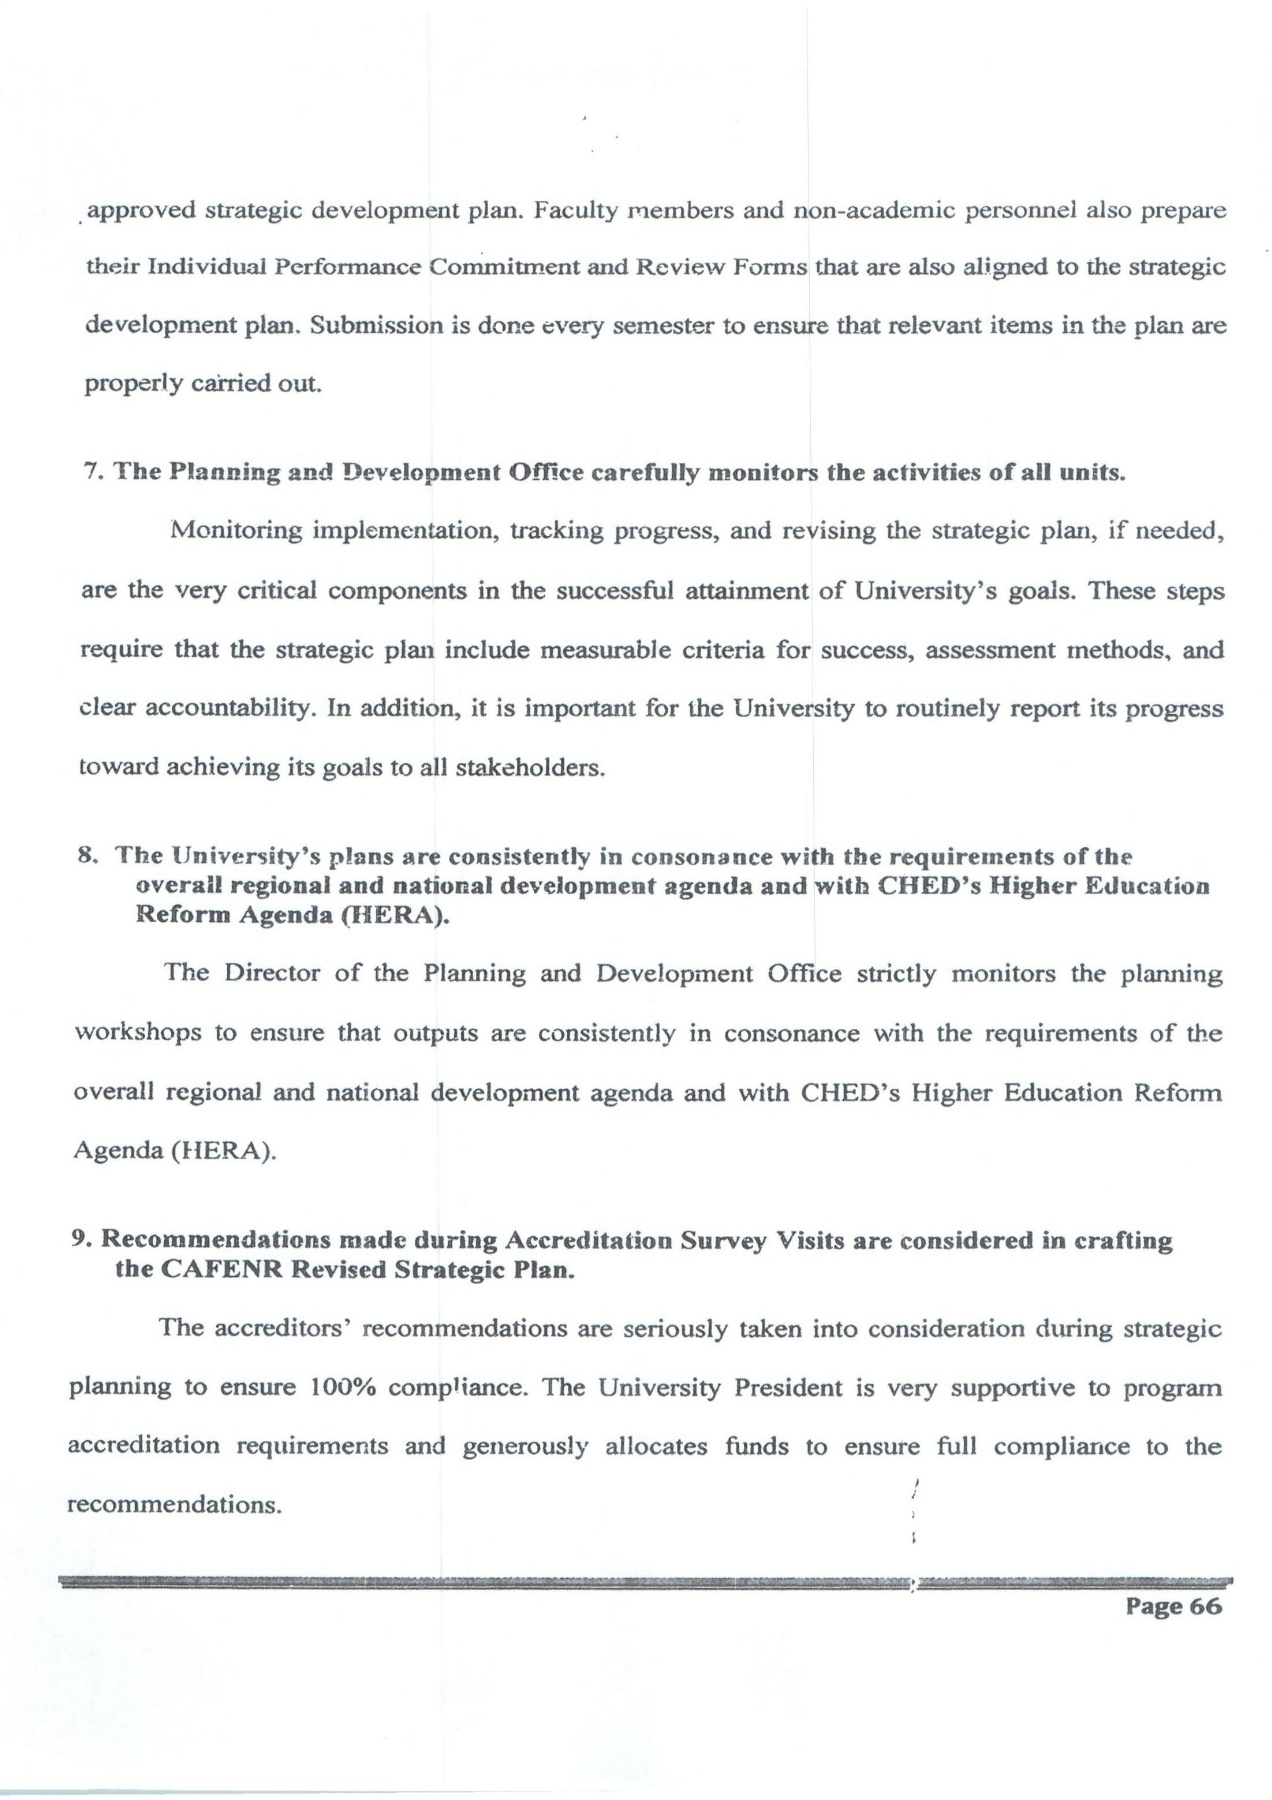 approved strategic development plan. Faculty members and non-academic personnel also prepare
their Individual Performance Commitment and Review Forms that are also aligned to the strategic
development plan. Submission is done every semester to ensure that relevant items in the plan are
properly carried out.
7. The Planning and Development Office carefully monitors the activities of all units.
Monitoring implementation, tracking progress, and revising the strategic plan, if needed,
are the very critical components in the successful attainment of University's goals. These steps
require that the strategic plan include measurable criteria for success, assessment methods, and
clear accountability. In addition, it is important for the University to routinely report its progress
toward achieving its goals to all stakeholders.
8. The University's plans are consistently in consonance with the requirements of the
overall regional and national development agenda and with CHED's Higher Education
Reform Agenda (HERA).
The Director of the Planning and Development Office strictly monitors the planning
workshops to ensure that outputs are consistently in consonance with the requirements of the
overall regional and national development agenda and with CHED's Higher Education Reform
Agenda (HERA).
9. Recommendations made during Accreditation Survey Visits are considered in crafting
the CAFENR Revised Strategic Plan.
The accreditors' recommendations are seriously taken into consideration during strategic
planning to ensure 100% compliance. The University President is very supportive to program
accreditation requirements and generously allocates funds to ensure full compliance to the
recommendations.
Page 66